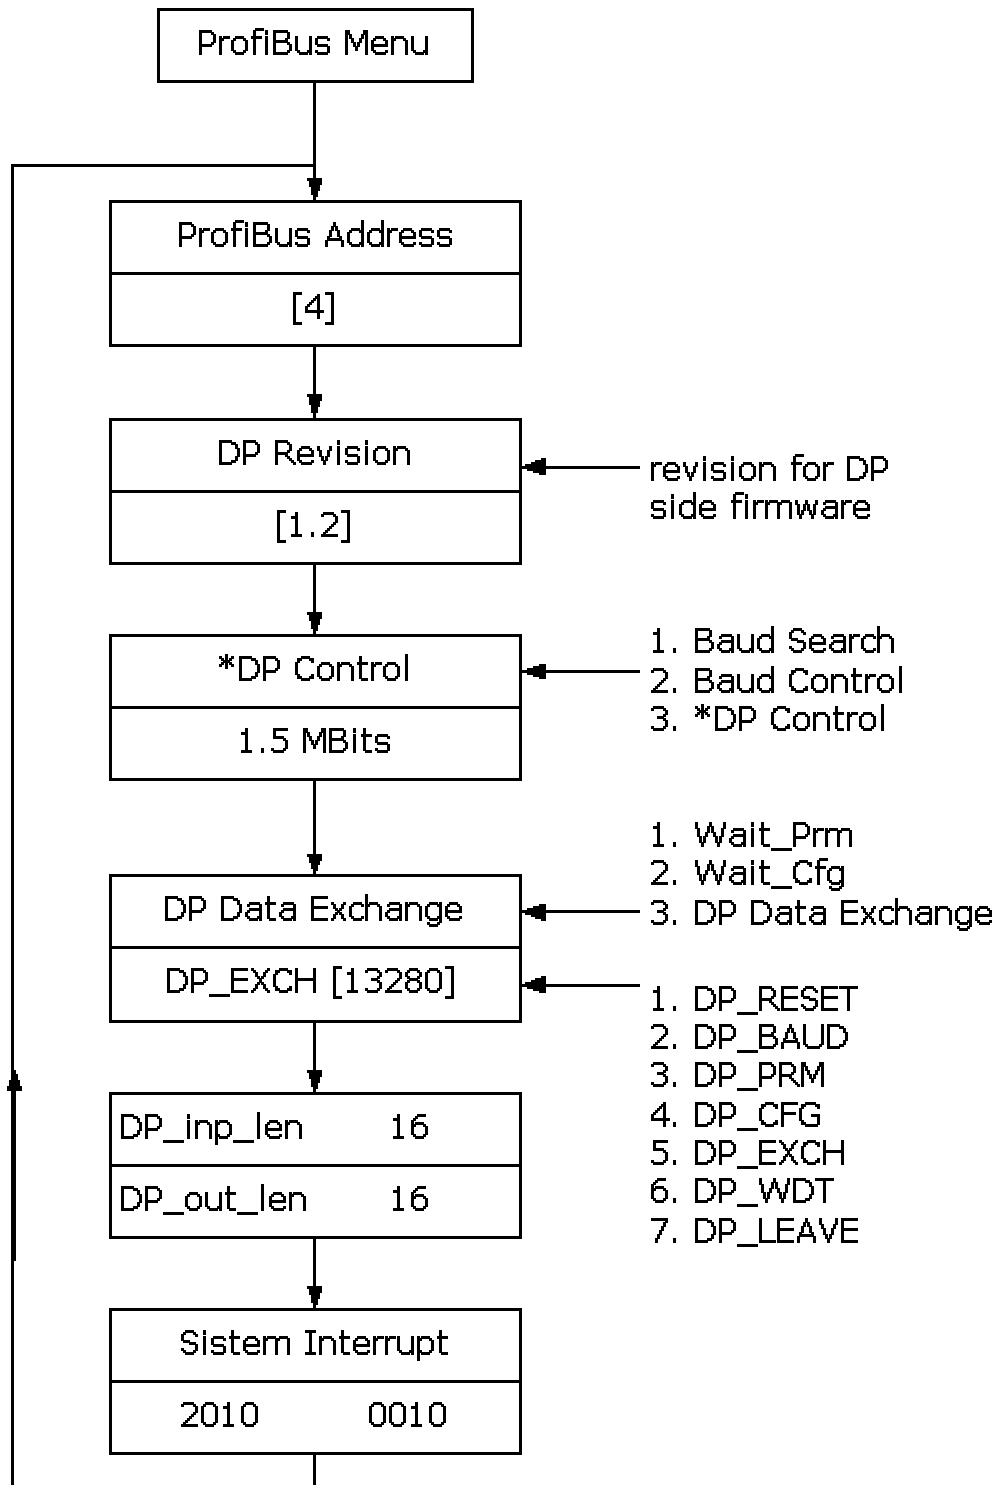 ProfiBus Menu
ProfiBus Address
[4]
DP Revision
[1.2]
revision for DP
side firmware
*DP Control
1.5 MBits
1. Baud Search
2. Baud Control
3. *DP Control
DP Data Exchange
DP_EXCH [13280]
1. Wait_Prm
2. Wait_Cfg
3. DP Data Exchange
1. DP_RESET
2. DP_BAUD
3. DP_PRM
4. DP_CFG
5. DP_EXCH
6. DP_WDT
7. DP_LEAVE
DP_inp_len 16
DP_out_len 16
Sistem Interrupt
2010 0010